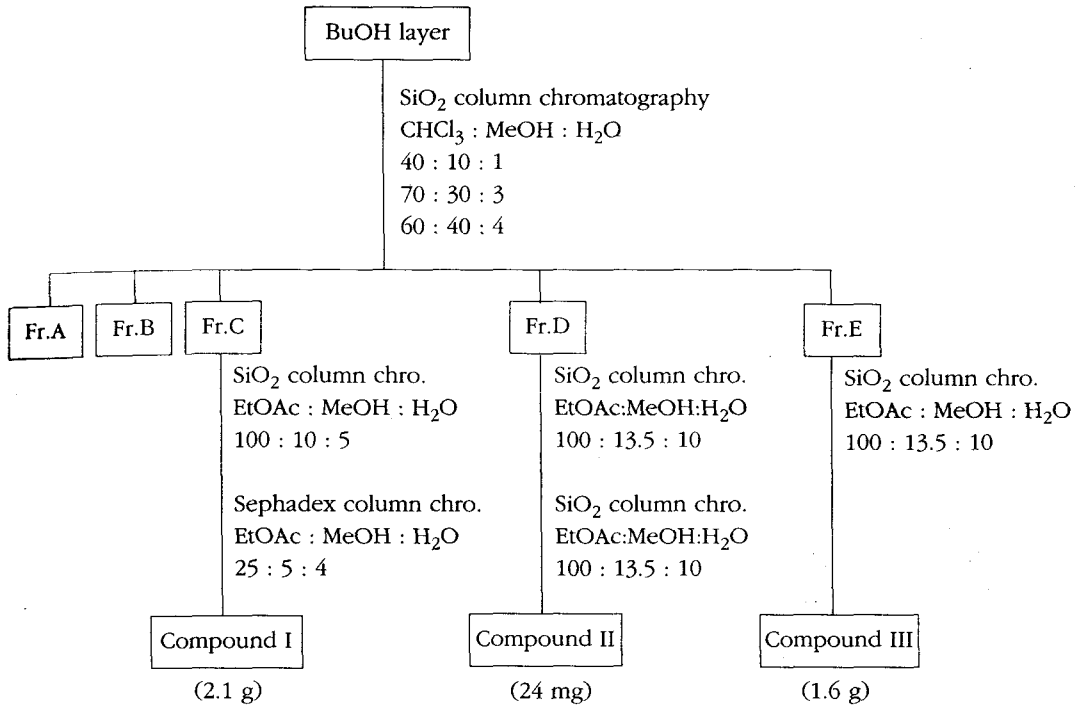 BuOH layer
SiO₂ column chromatography
CHCl₃ : MeOH : H₂O
40 : 10 : 1
70 : 30 : 3
60 : 40 : 4
Fr.A
Fr.B
Fr.C
Fr.D
Fr.E
SiO₂ column chro.
EtOAc : MeOH : H₂O
100 : 10 : 5
Sephadex column chro.
EtOAc : MeOH : H₂O
25 : 5 : 4
SiO₂ column chro.
EtOAc:MeOH:H₂O
100 : 13.5 : 10
SiO₂ column chro.
EtOAc:MeOH:H₂O
100 : 13.5 : 10
SiO₂ column chro.
EtOAc : MeOH : H₂O
100 : 13.5 : 10
Compound I
(2.1 g)
Compound II
(24 mg)
Compound III
(1.6 g)